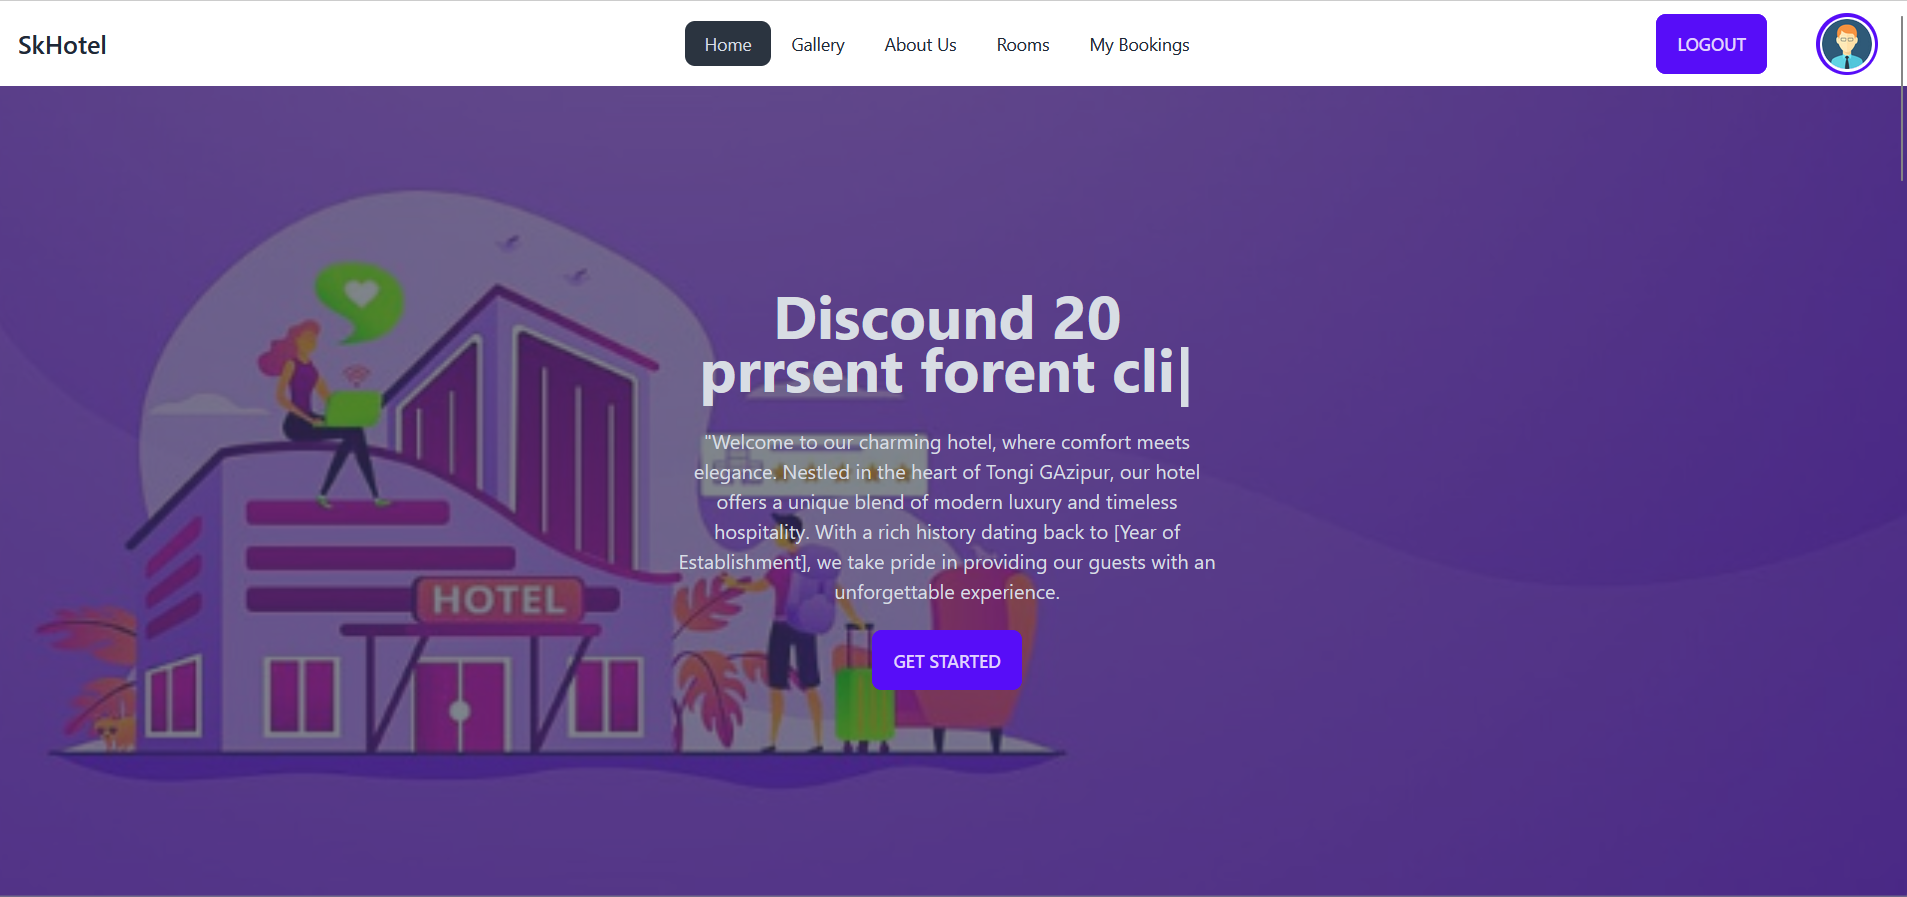 SkHotel
Home
Gallery
About Us
Rooms
My Bookings
LOGOUT
Discound 20
prrsent forent cli|
"Welcome to our charming hotel, where comfort meets
elegance. Nestled in the heart of Tongi GAzipur, our hotel
offers a unique blend of modern luxury and timeless
hospitality. With a rich history dating back to [Year of
Establishment], we take pride in providing our guests with an
unforgettable experience.
HOTEL
GET STARTED